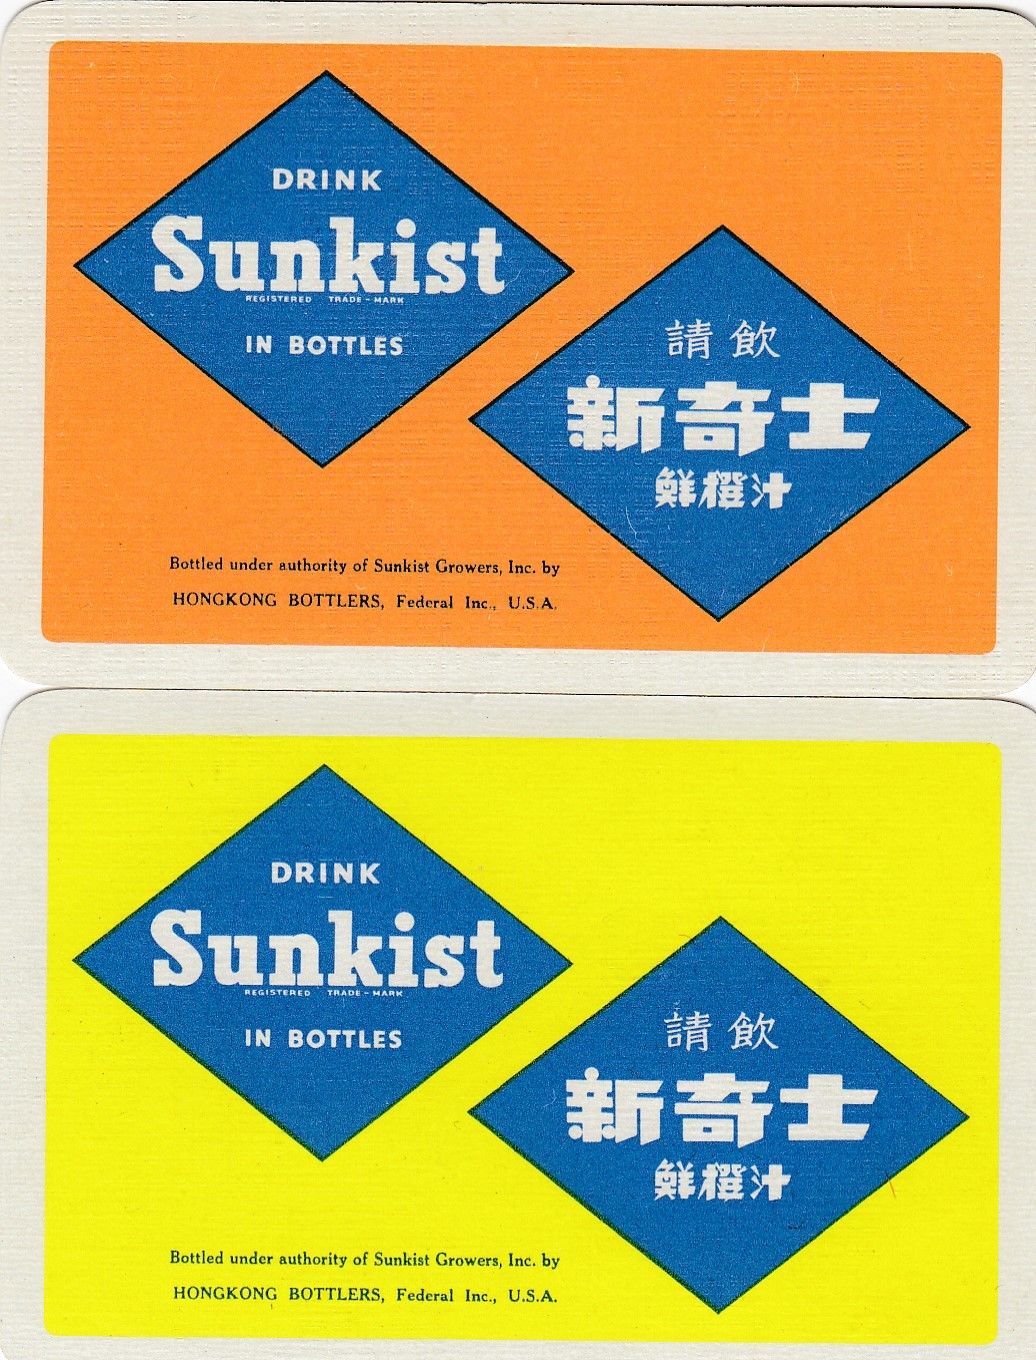 DRINK
Sunkist
REGISTERED TRADE-MARK
IN BOTTLES
請飲
新奇士
鮮橙汁
Bottled under authority of Sunkist Growers, Inc. by
HONGKONG BOTTLERS, Federal Inc., U.S.A.
DRINK
Sunkist
REGISTERED TRADE-MARK
IN BOTTLES
請飲
新奇士
鮮橙汁
Bottled under authority of Sunkist Growers, Inc. by
HONGKONG BOTTLERS, Federal Inc., U.S.A.